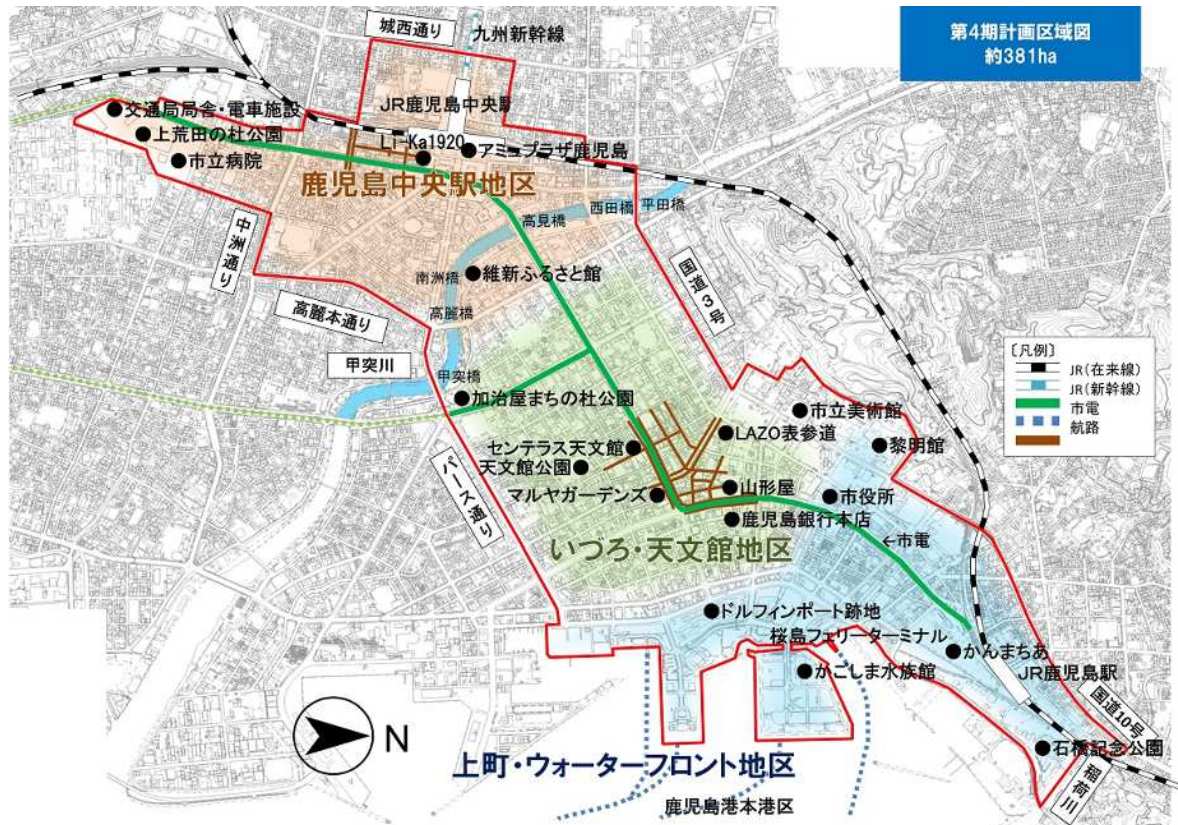 第4期計画区域図
約381ha
城西通り
九州新幹線
JR鹿児島中央駅
交通局局舎・電車施設
上荒田の杜公園
市立病院
Li-Ka1920
アミュプラザ鹿児島
鹿児島中央駅地区
中洲通り
高見橋
西田橋
平田橋
南洲橋
維新ふるさと館
国道3号
高麗本通り
高麗橋
甲突川
甲突橋
加治屋まちの杜公園
〔凡例〕
JR(在来線)
JR(新幹線)
市電
航路
市立美術館
LAZO表参道
黎明館
センテラス天文館
天文館公園
マルヤガーデンズ
山形屋
市役所
鹿児島銀行本店
パース通り
いづろ・天文館地区
←市電
ドルフィンポート跡地
桜島フェリーターミナル
かんまちあ
かごしま水族館
JR鹿児島駅
国道10号
石橋記念公園
稲荷川
N
上町・ウォーターフロント地区
鹿児島港本港区